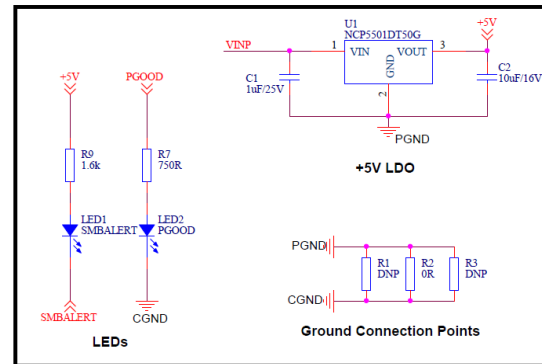 +5V
PGOOD
R9
1.6k
R7
750R
LED1
SMBALERT
LED2
PGOOD
SMBALERT
CGND
LEDs
U1
NCP5501DT50G
VINP
1
VIN
VOUT
3
+5V
GND
2
C1
1uF/25V
C2
10uF/16V
PGND
+5V LDO
PGND
R1
DNP
R2
0R
R3
DNP
CGND
Ground Connection Points